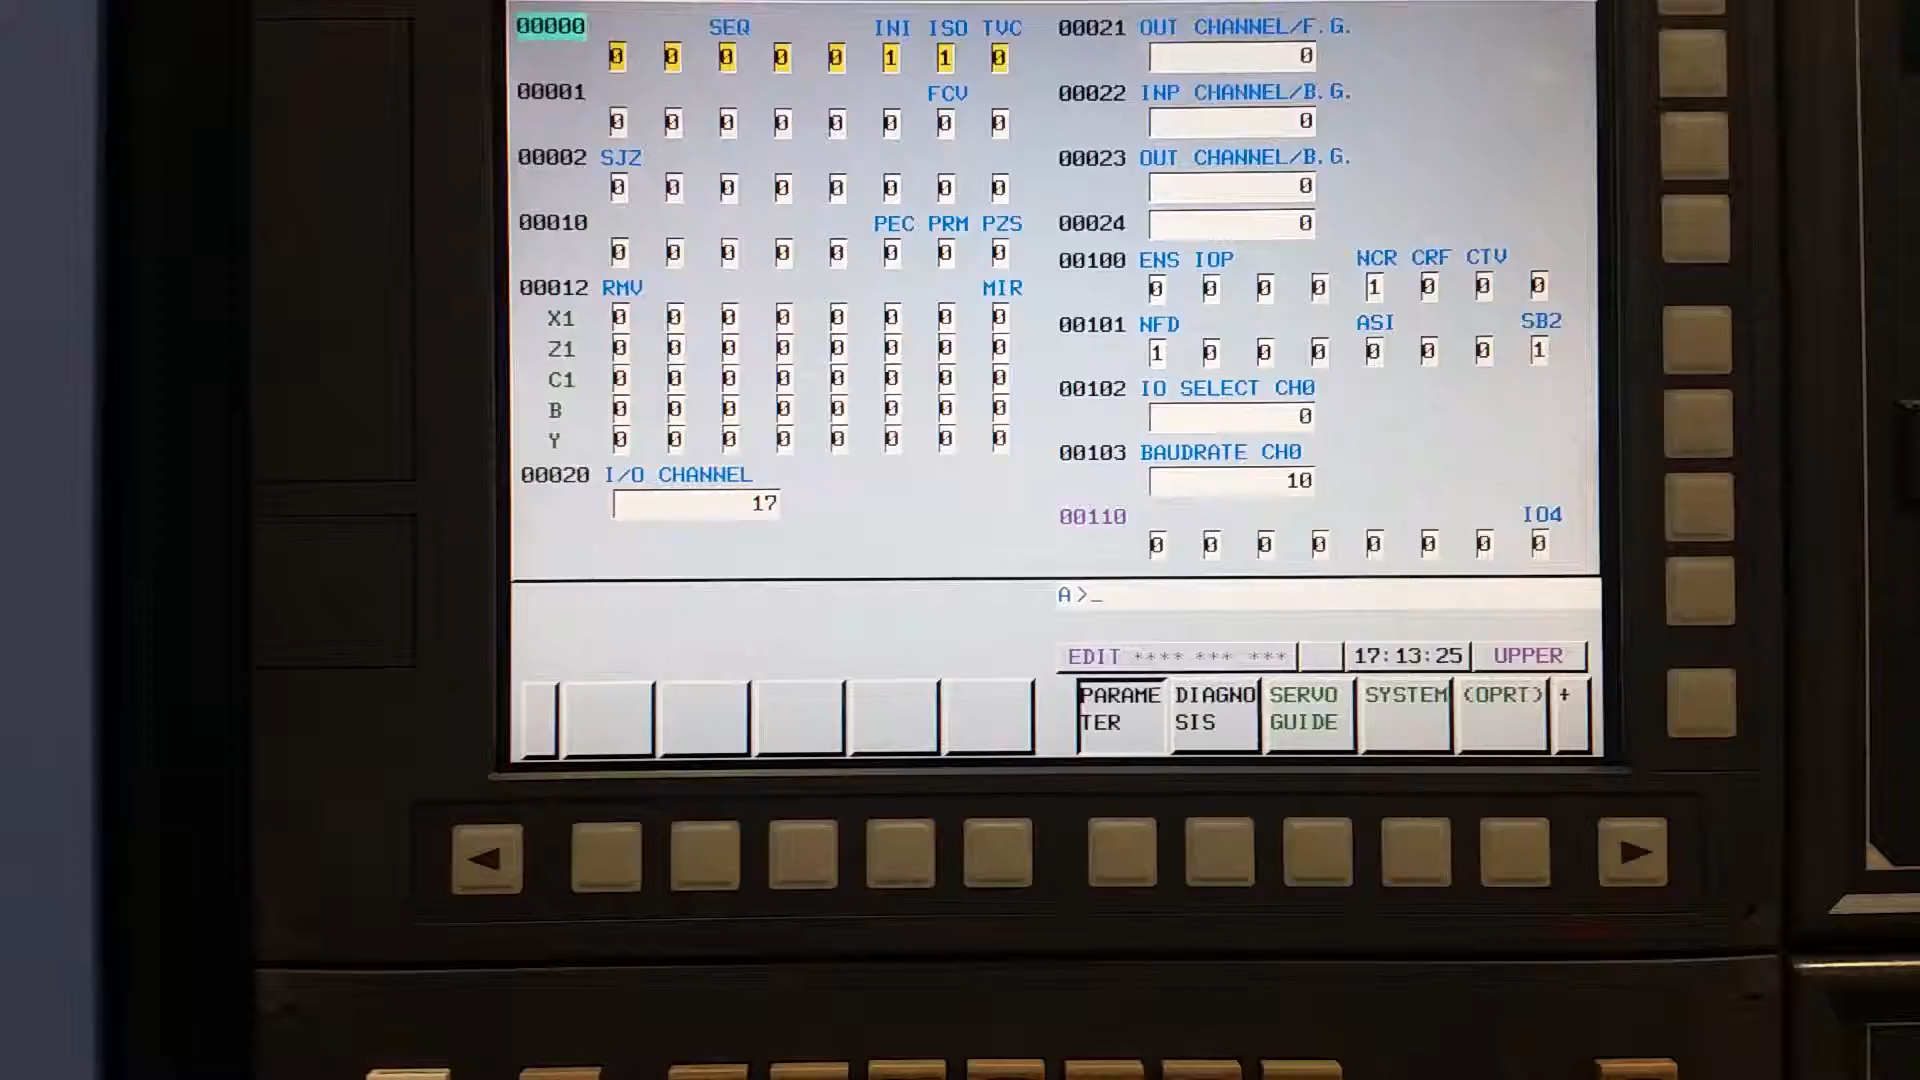 00000 SEQ INI ISO TVC
0 0 0 0 0 1 1 0
00001 FCV
0 0 0 0 0 0 0 0
00002 SJZ
0 0 0 0 0 0 0 0
00010 PEC PRM PZS
0 0 0 0 0 0 0 0
00012 RMV MIR
X1 0 0 0 0 0 0 0 0
Z1 0 0 0 0 0 0 0 0
C1 0 0 0 0 0 0 0 0
B 0 0 0 0 0 0 0 0
Y 0 0 0 0 0 0 0 0
00020 I/O CHANNEL
17
00021 OUT CHANNEL/F.G.
0
00022 INP CHANNEL/B.G.
0
00023 OUT CHANNEL/B.G.
0
00024 0
00100 ENS IOP NCR CRF CTV
0 0 0 0 1 0 0 0
00101 NFD ASI SB2
1 0 0 0 0 0 0 1
00102 IO SELECT CH0
0
00103 BAUDRATE CH0
10
00110 IO4
0 0 0 0 0 0 0 0
A>_
EDIT **** *** *** 17:13:25 UPPER
PARAME DIAGNO SERVO SYSTEM (OPRT) +
TER SIS GUIDE